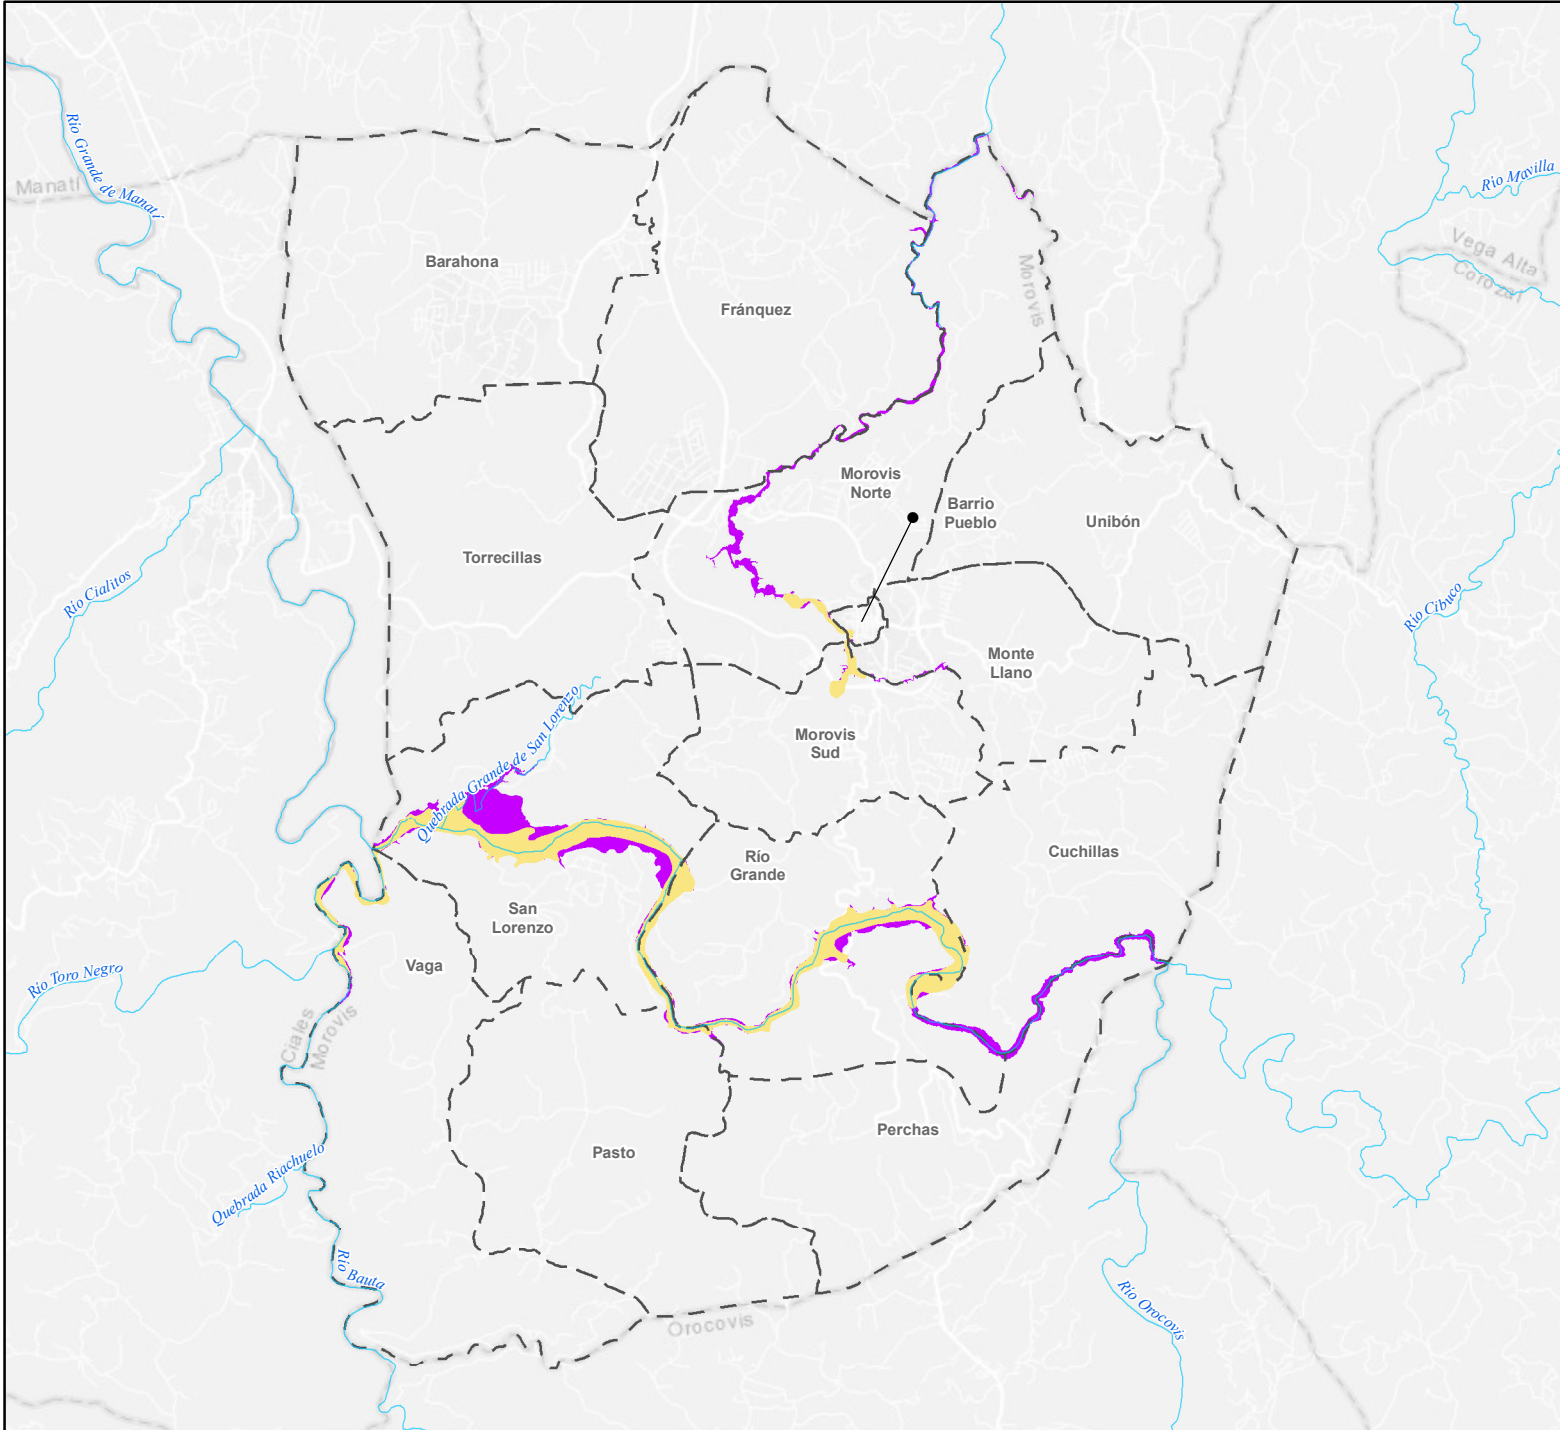 Río Grande de Manatí
Manatí
Río Mavilla
Vega Alta
Corozal
Barahona
Morovis
Fránquez
Morovis
Norte
Barrio
Pueblo
Unibón
Torrecillas
Río Cialitos
Río Cibuco
Monte
Llano
Quebrada Grande de San Lorenzo
Morovis
Sud
Río
Grande
Cuchillas
San
Lorenzo
Vaga
Río Toro Negro
Ciales
Morovis
Perchas
Pasto
Quebrada Riachuelo
Río Bauta
Río Orocovis
Orocovis